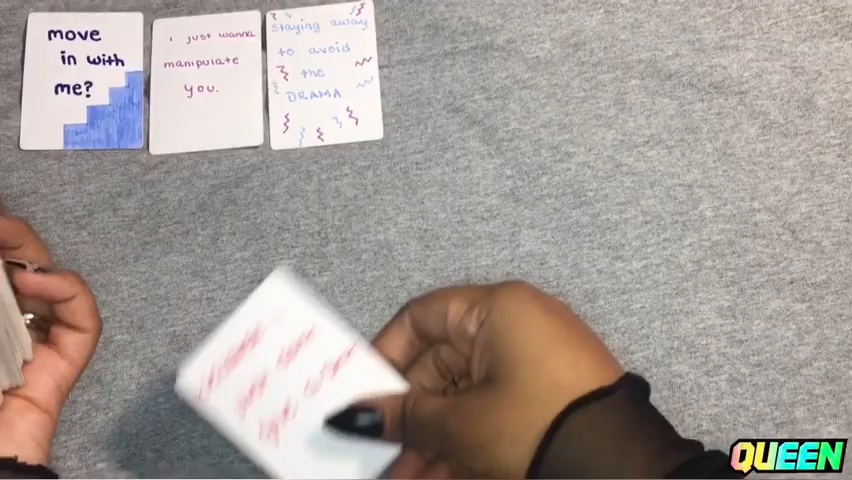 move
in with
me?
i just wanna
manipulate
you.
staying away
to avoid
the
DRAMA
QUEEN